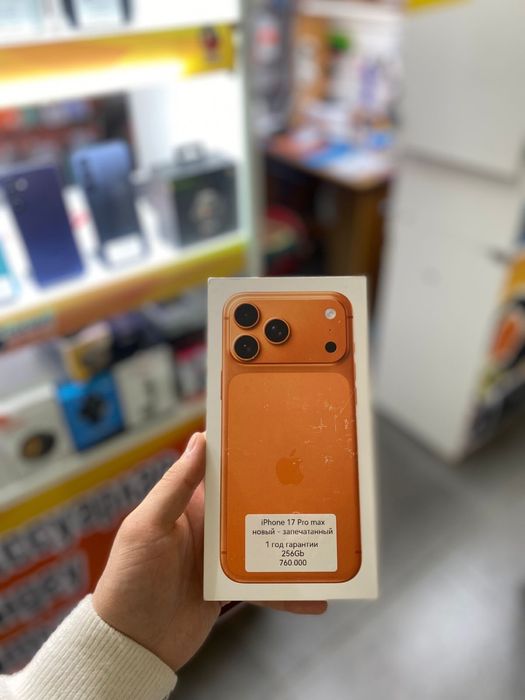 iPhone 17 Pro max
новый - запечатанный
1 год гарантии
256Gb
760.000